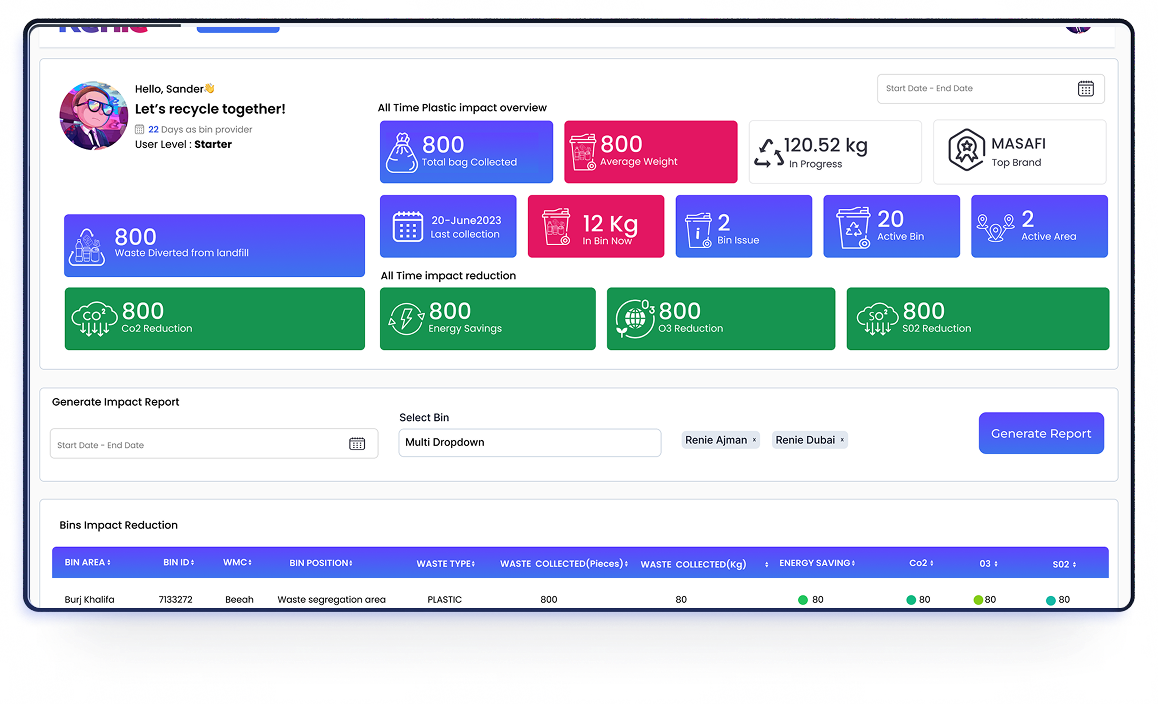 Renie
Hello, Sander👋
Let's recycle together!
22 Days as bin provider
User Level : Starter
Start Date - End Date
All Time Plastic impact overview
800
Total bag Collected
800
Average Weight
120.52 kg
In Progress
MASAFI
Top Brand
20-June2023
Last collection
12 Kg
In Bin Now
2
Bin Issue
20
Active Bin
2
Active Area
800
Waste Diverted from landfill
All Time impact reduction
CO²
800
Co2 Reduction
800
Energy Savings
O3
800
O3 Reduction
SO²
800
S02 Reduction
Generate Impact Report
Start Date - End Date
Select Bin
Multi Dropdown
Renie Ajman x
Renie Dubai x
Generate Report
Bins Impact Reduction
BIN AREA BIN ID WMC BIN POSITION WASTE TYPE WASTE COLLECTED(Pieces) WASTE COLLECTED(Kg) ENERGY SAVING Co2 03 S02
Burj Khalifa 7133272 Beeah Waste segregation area PLASTIC 800 80 80 80 80 80